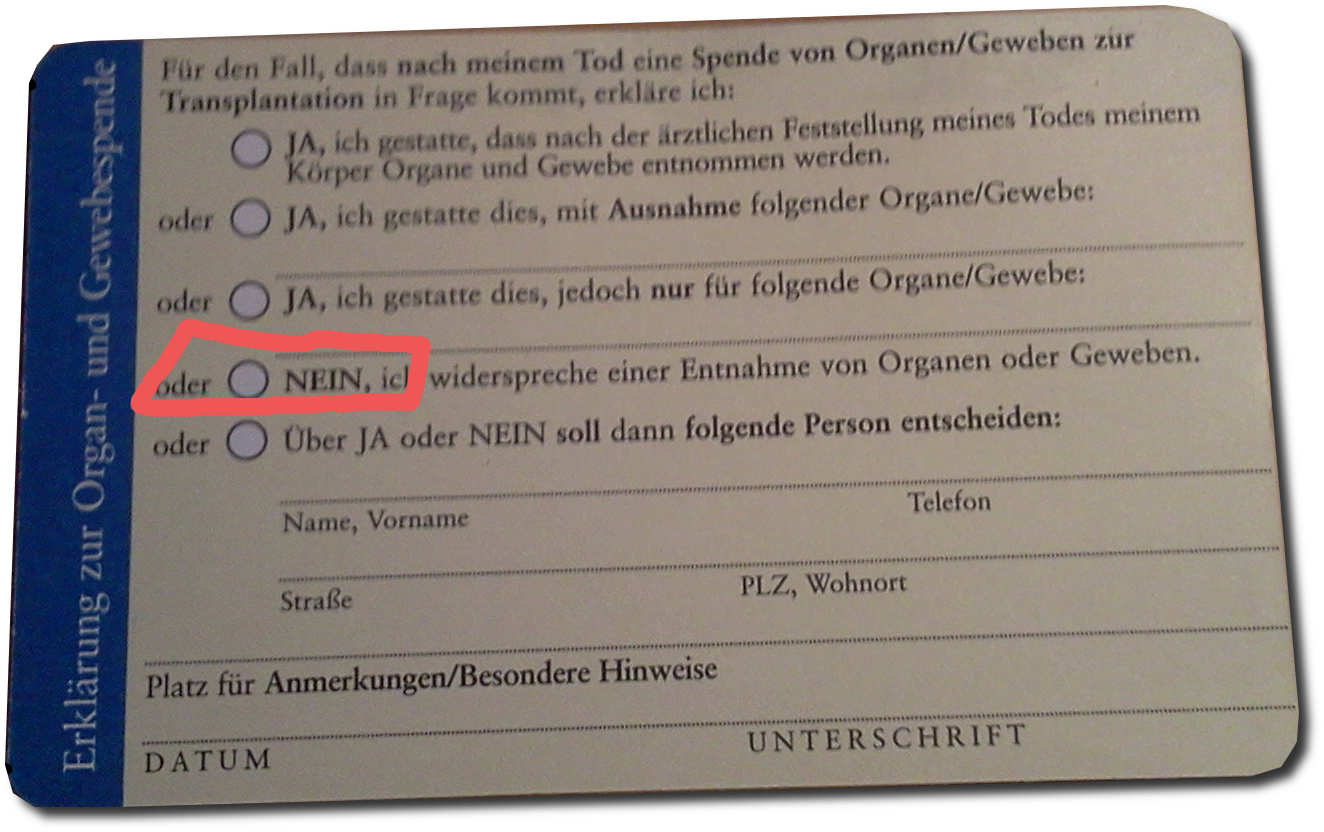 Erklärung zur Organ- und Gewebespende
Für den Fall, dass nach meinem Tod eine Spende von Organen/Geweben zur
Transplantation in Frage kommt, erkläre ich:
JA, ich gestatte, dass nach der ärztlichen Feststellung meines Todes meinem
Körper Organe und Gewebe entnommen werden.
oder JA, ich gestatte dies, mit Ausnahme folgender Organe/Gewebe:
oder JA, ich gestatte dies, jedoch nur für folgende Organe/Gewebe:
oder NEIN, ich widerspreche einer Entnahme von Organen oder Geweben.
oder Über JA oder NEIN soll dann folgende Person entscheiden:
Name, Vorname Telefon
Straße PLZ, Wohnort
Platz für Anmerkungen/Besondere Hinweise
DATUM UNTERSCHRIFT